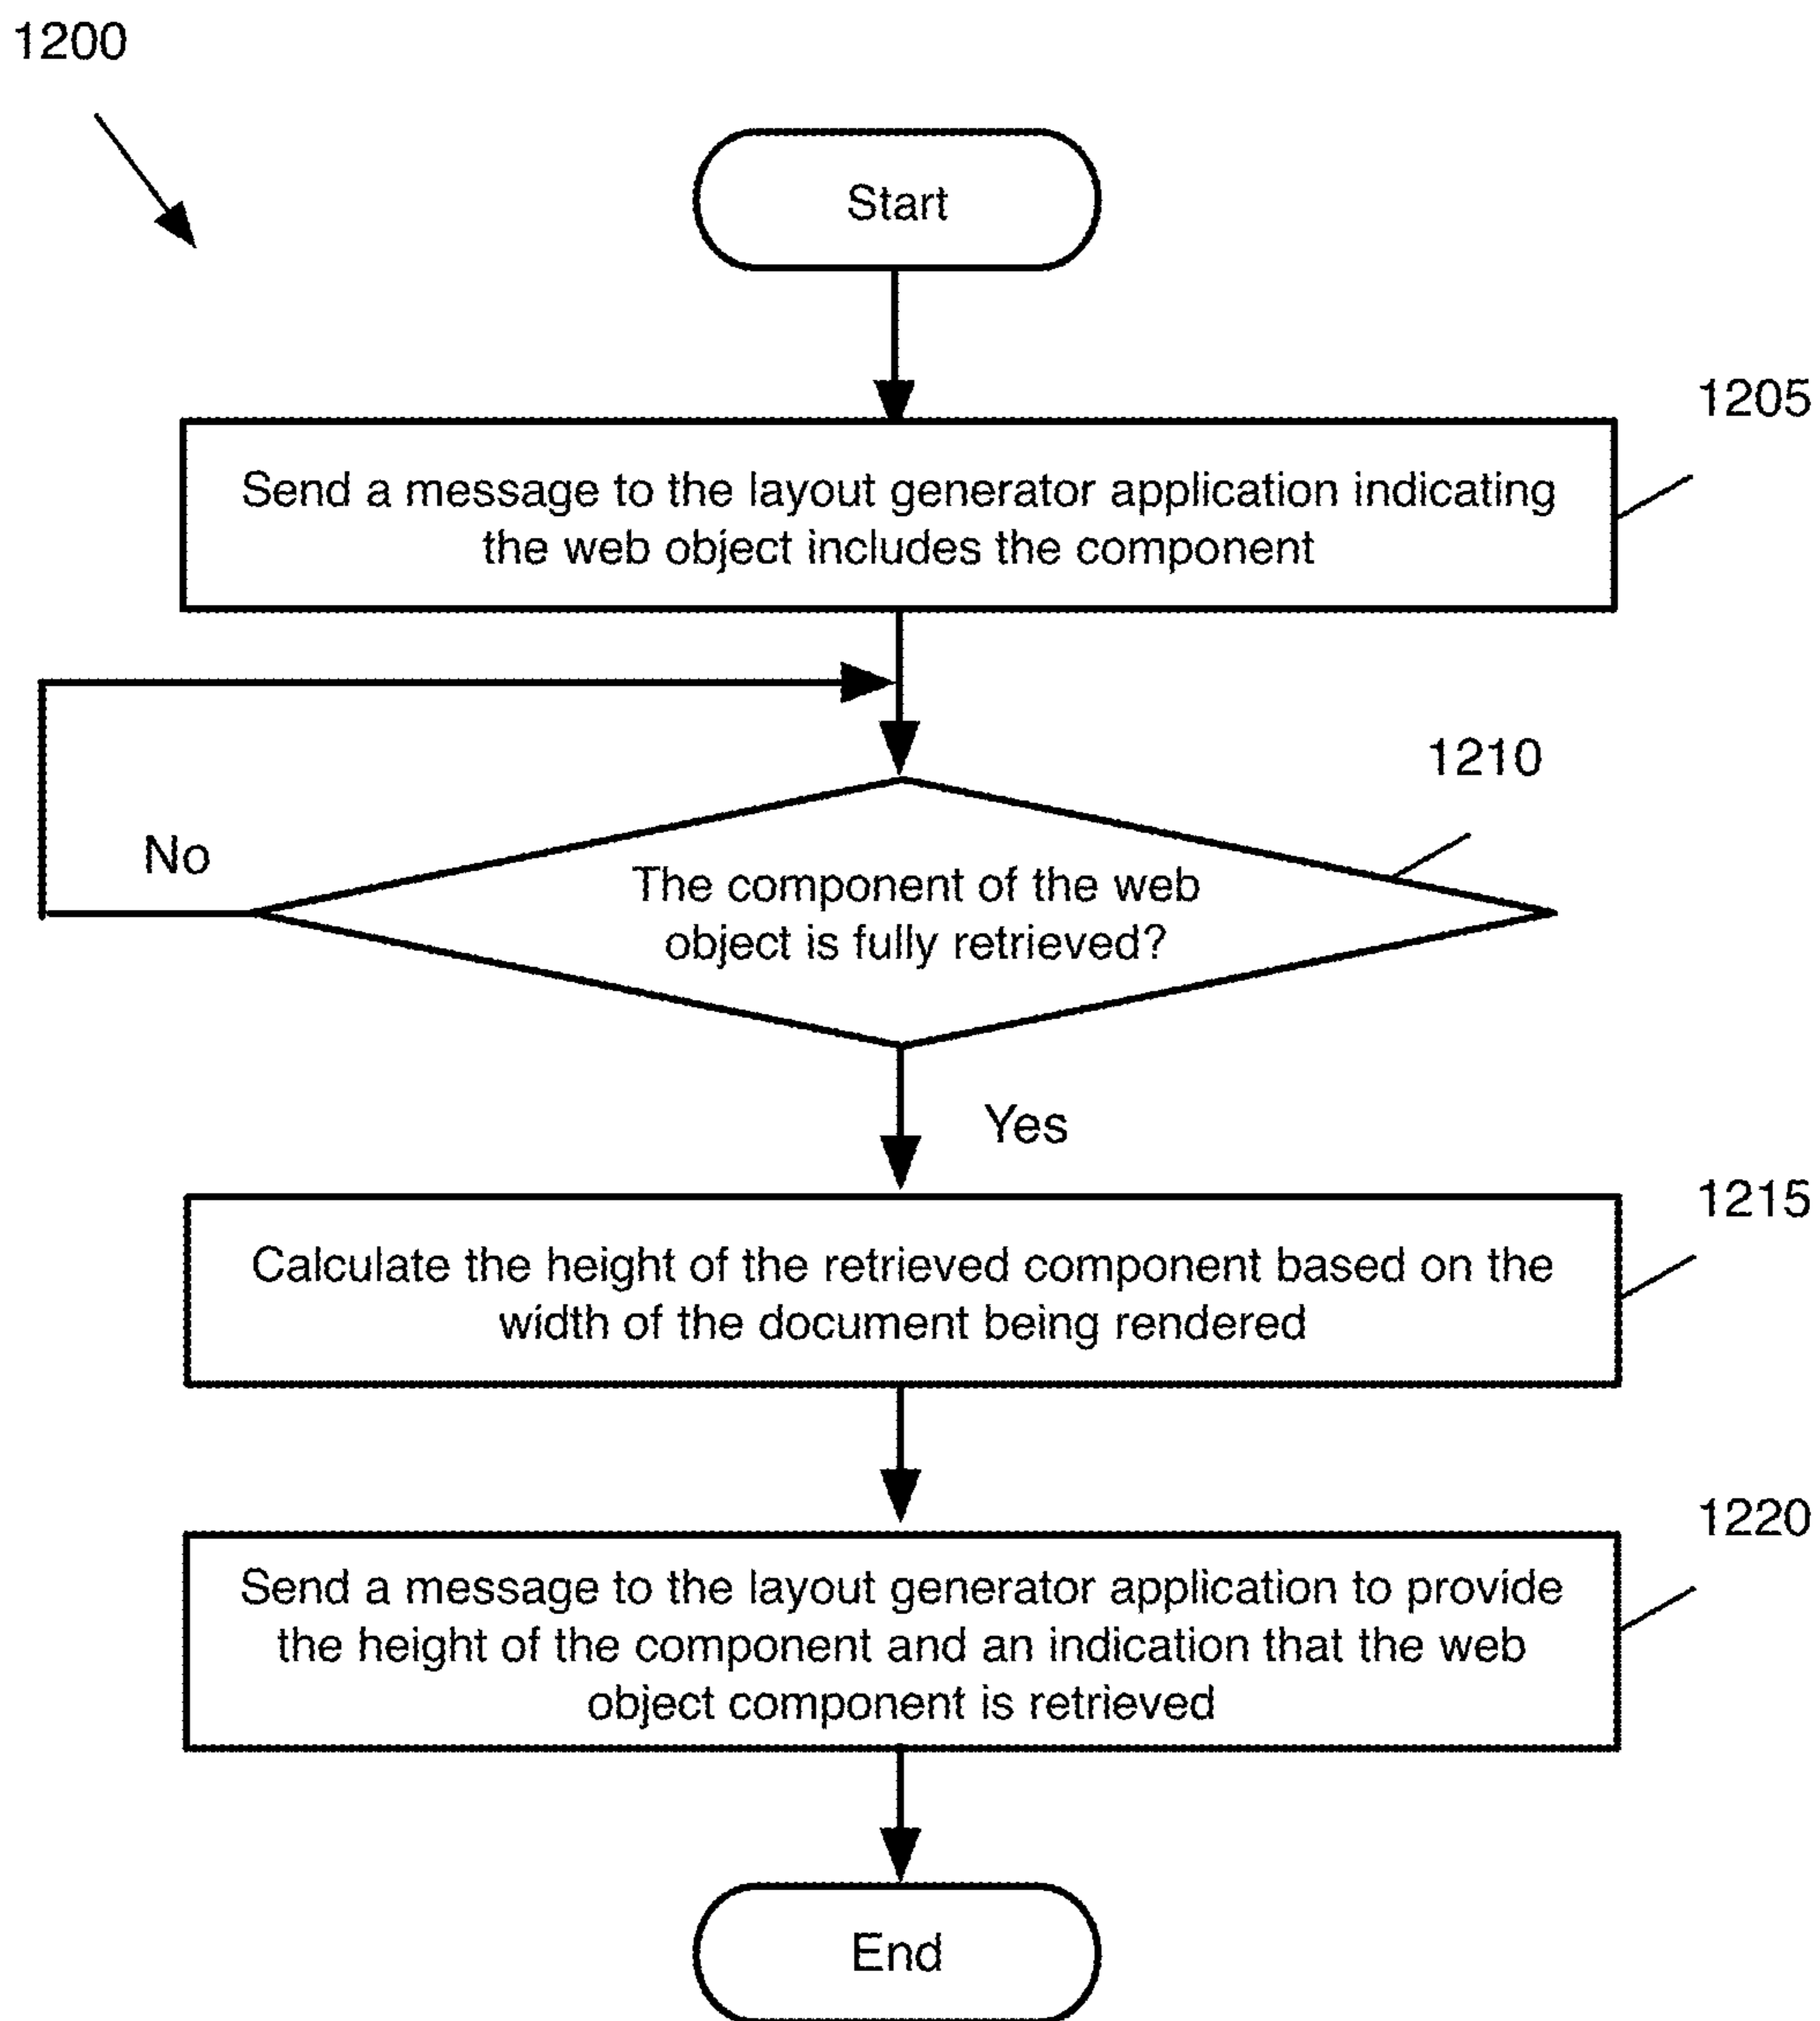 1200
Start
1205
Send a message to the layout generator application indicating
the web object includes the component
1210
No
The component of the web
object is fully retrieved?
Yes
1215
Calculate the height of the retrieved component based on the
width of the document being rendered
1220
Send a message to the layout generator application to provide
the height of the component and an indication that the web
object component is retrieved
End